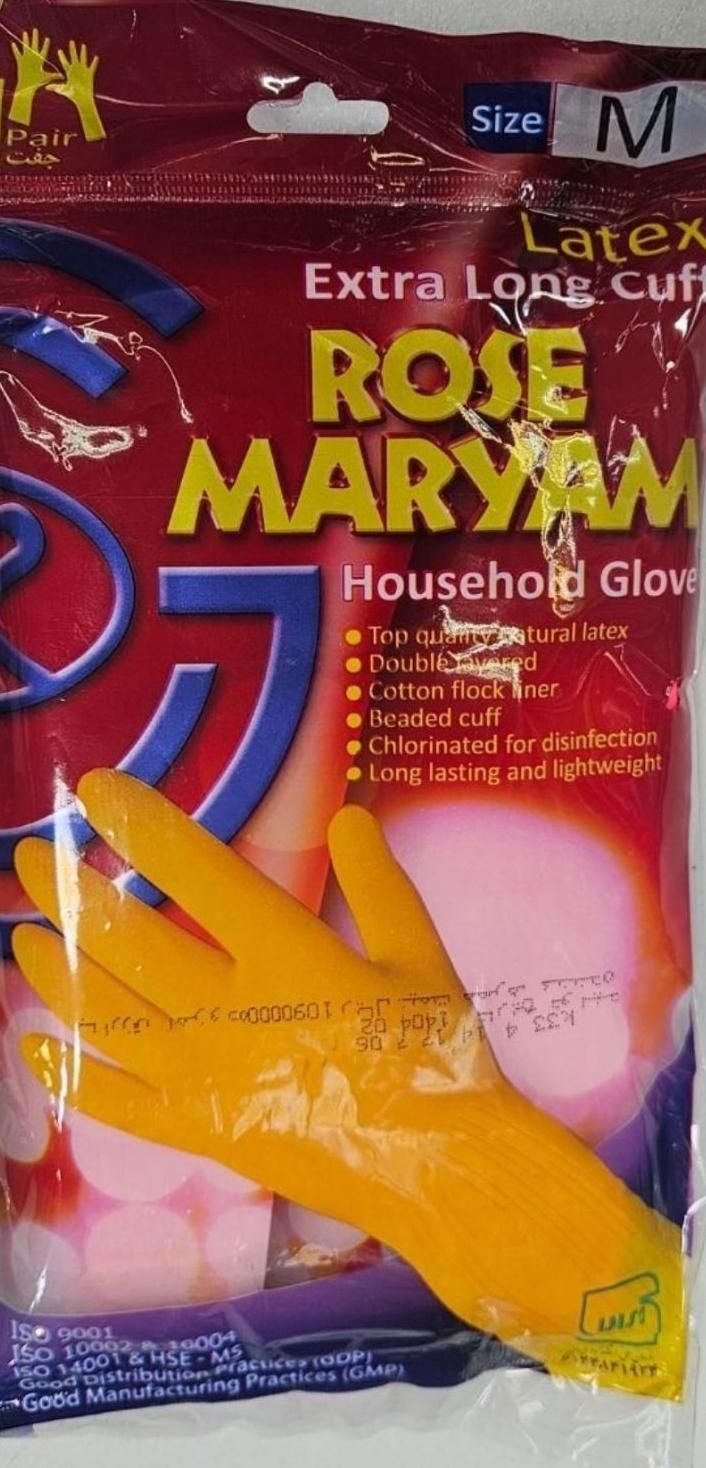 Pair
جفت
Size M
Latex
Extra Long Cuff
ROSE
MARYAM
Household Glove
Top quality natural latex
Double layered
Cotton flock liner
Beaded cuff
Chlorinated for disinfection
Long lasting and lightweight
ISO 9001
ISO 10002 & 10004
ISO 14001 & HSE - MS
Good Distribution Practices (GDP)
Good Manufacturing Practices (GMP)